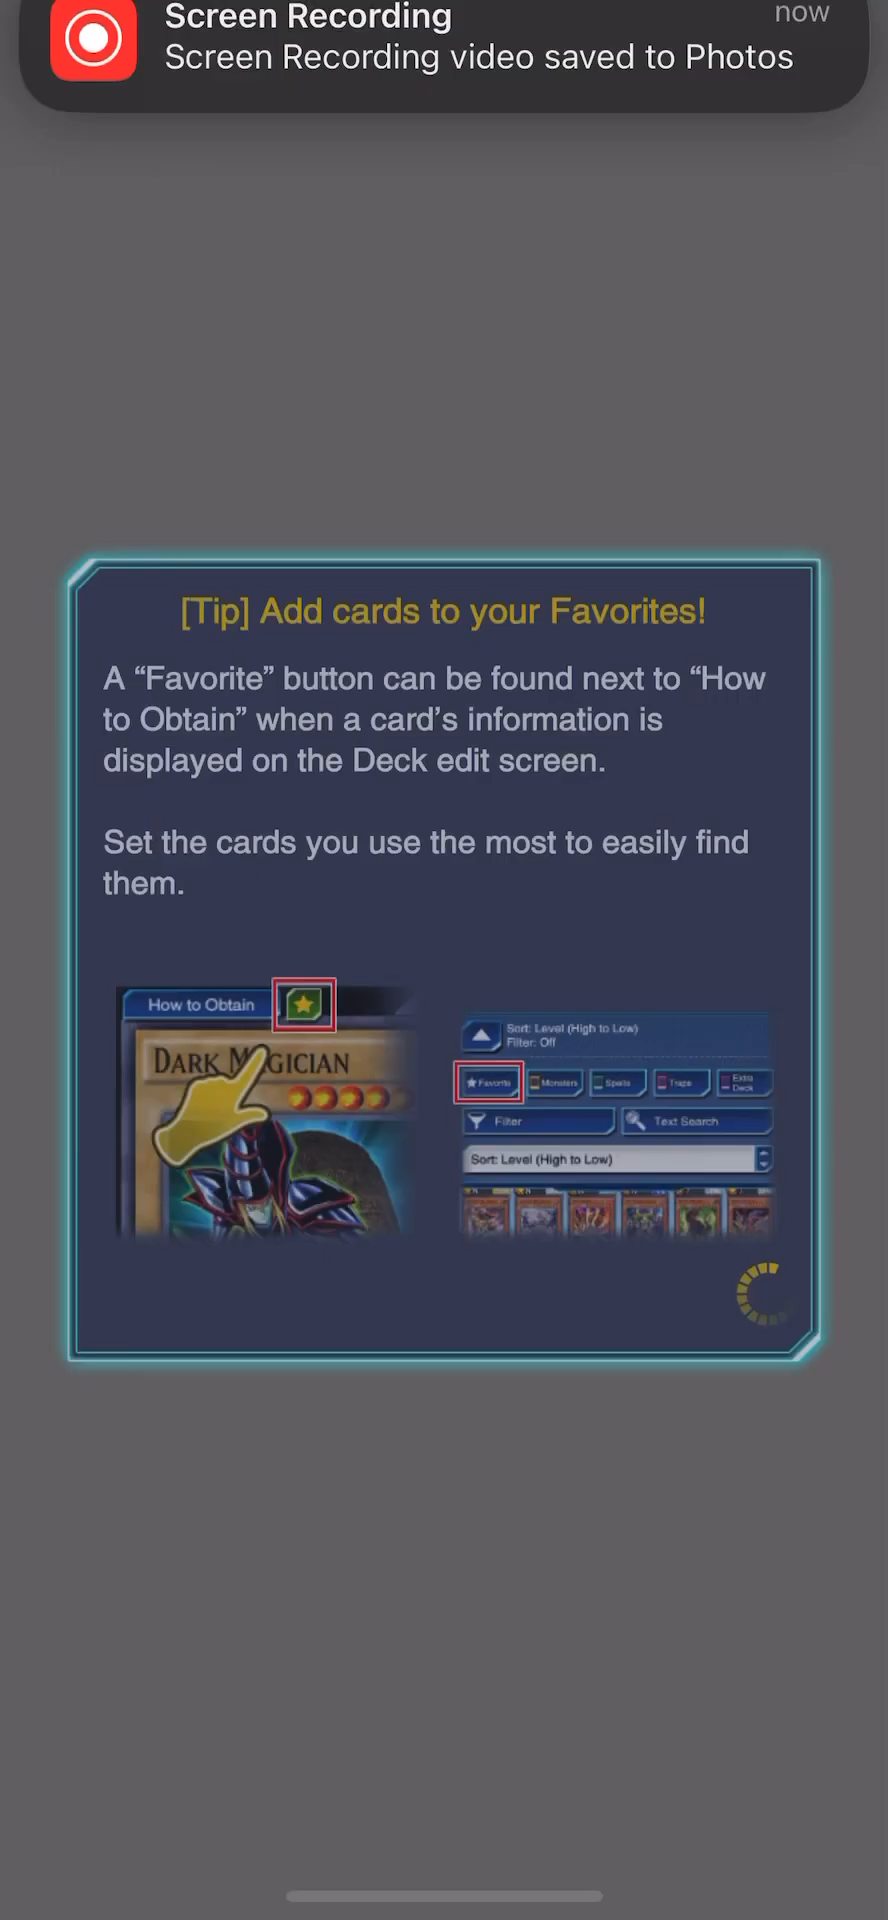 Screen Recording
now
Screen Recording video saved to Photos
[Tip] Add cards to your Favorites!
A “Favorite” button can be found next to “How
to Obtain” when a card’s information is
displayed on the Deck edit screen.
Set the cards you use the most to easily find
them.
How to Obtain
DARK MAGICIAN
Sort: Level (High to Low)
Filter: Off
Favorite
Monsters
Spells
Traps
Extra
Deck
Filter
Text Search
Sort: Level (High to Low)